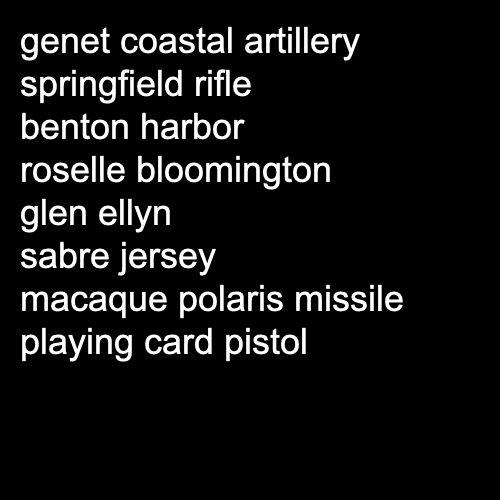 genet coastal artillery
springfield rifle
benton harbor
roselle bloomington
glen ellyn
sabre jersey
macaque polaris missile
playing card pistol